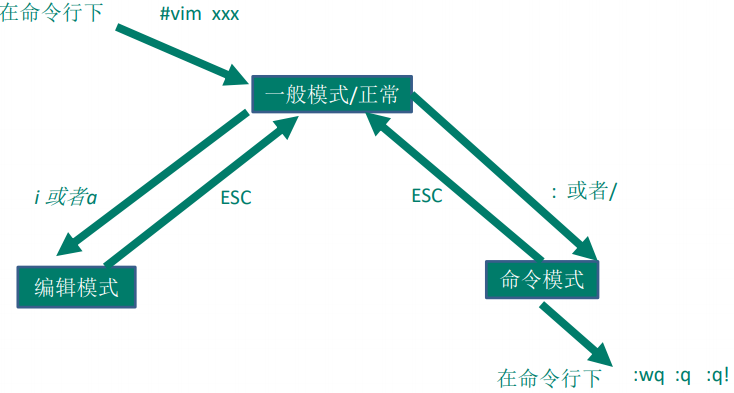 在命令行下 #vim xxx
一般模式/正常
i 或者a
ESC
ESC
: 或者/
编辑模式
命令模式
在命令行下 :wq :q :q!